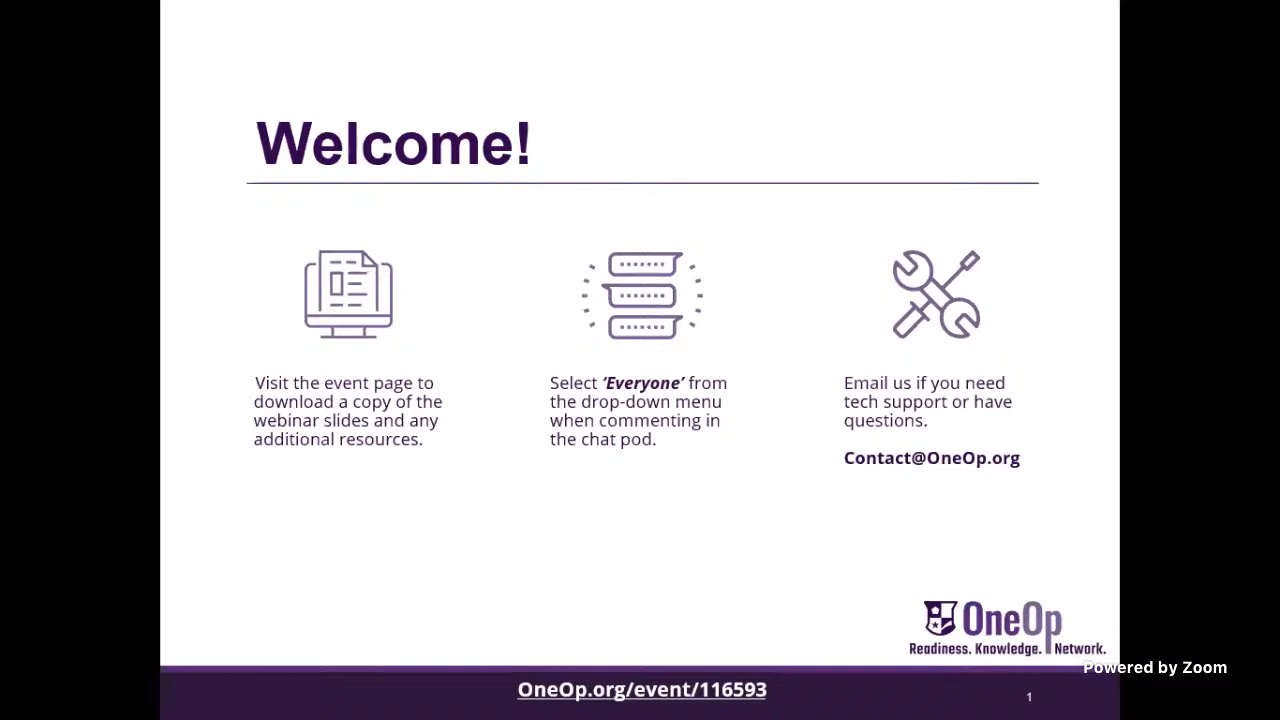 Welcome!
Visit the event page to
download a copy of the
webinar slides and any
additional resources.
Select ‘Everyone’ from
the drop-down menu
when commenting in
the chat pod.
Email us if you need
tech support or have
questions.
Contact@OneOp.org
OneOp
Readiness. Knowledge. Network.
Powered by Zoom
OneOp.org/event/116593
1